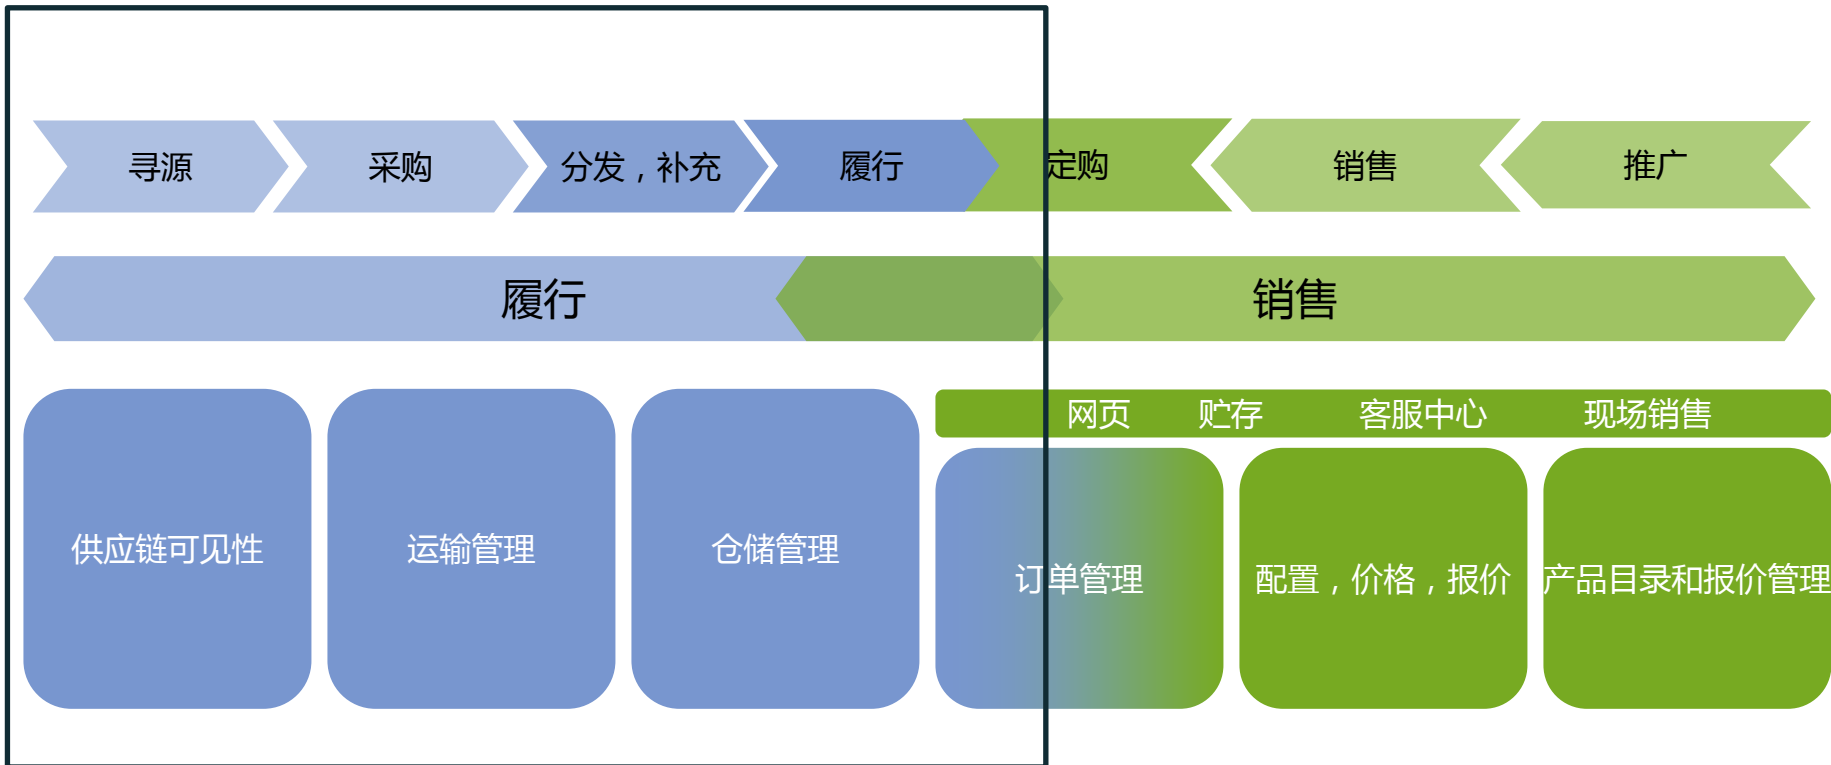 寻源
采购
分发，补充
履行
定购
销售
推广
履行
销售
网页 贮存 客服中心 现场销售
供应链可见性
运输管理
仓储管理
订单管理
配置，价格，报价
产品目录和报价管理